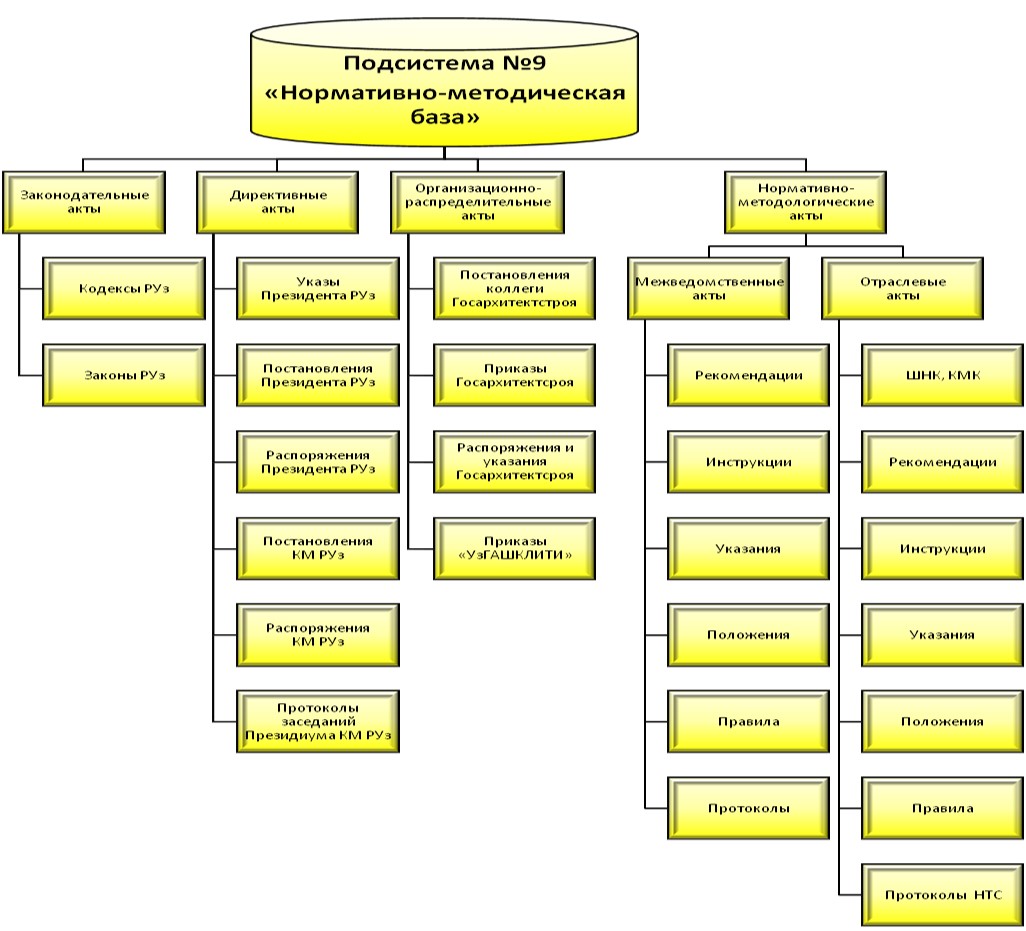 Подсистема №9
«Нормативно-методическая
база»
Законодательные
акты
Кодексы РУз
Законы РУз
Директивные
акты
Указы
Президента РУз
Постановления
Президента РУз
Распоряжения
Президента РУз
Постановления
КМ РУз
Распоряжения
КМ РУз
Протоколы
заседаний
Президиума КМ РУз
Организационно-
распределительные
акты
Постановления
коллеги
Госархитектстроя
Приказы
Госархитектсроя
Распоряжения и
указания
Госархитектсроя
Приказы
«УзГАШКЛИТИ»
Нормативно-
методологические
акты
Межведомственные
акты
Рекомендации
Инструкции
Указания
Положения
Правила
Протоколы
Отраслевые
акты
ШНК, КМК
Рекомендации
Инструкции
Указания
Положения
Правила
Протоколы НТС